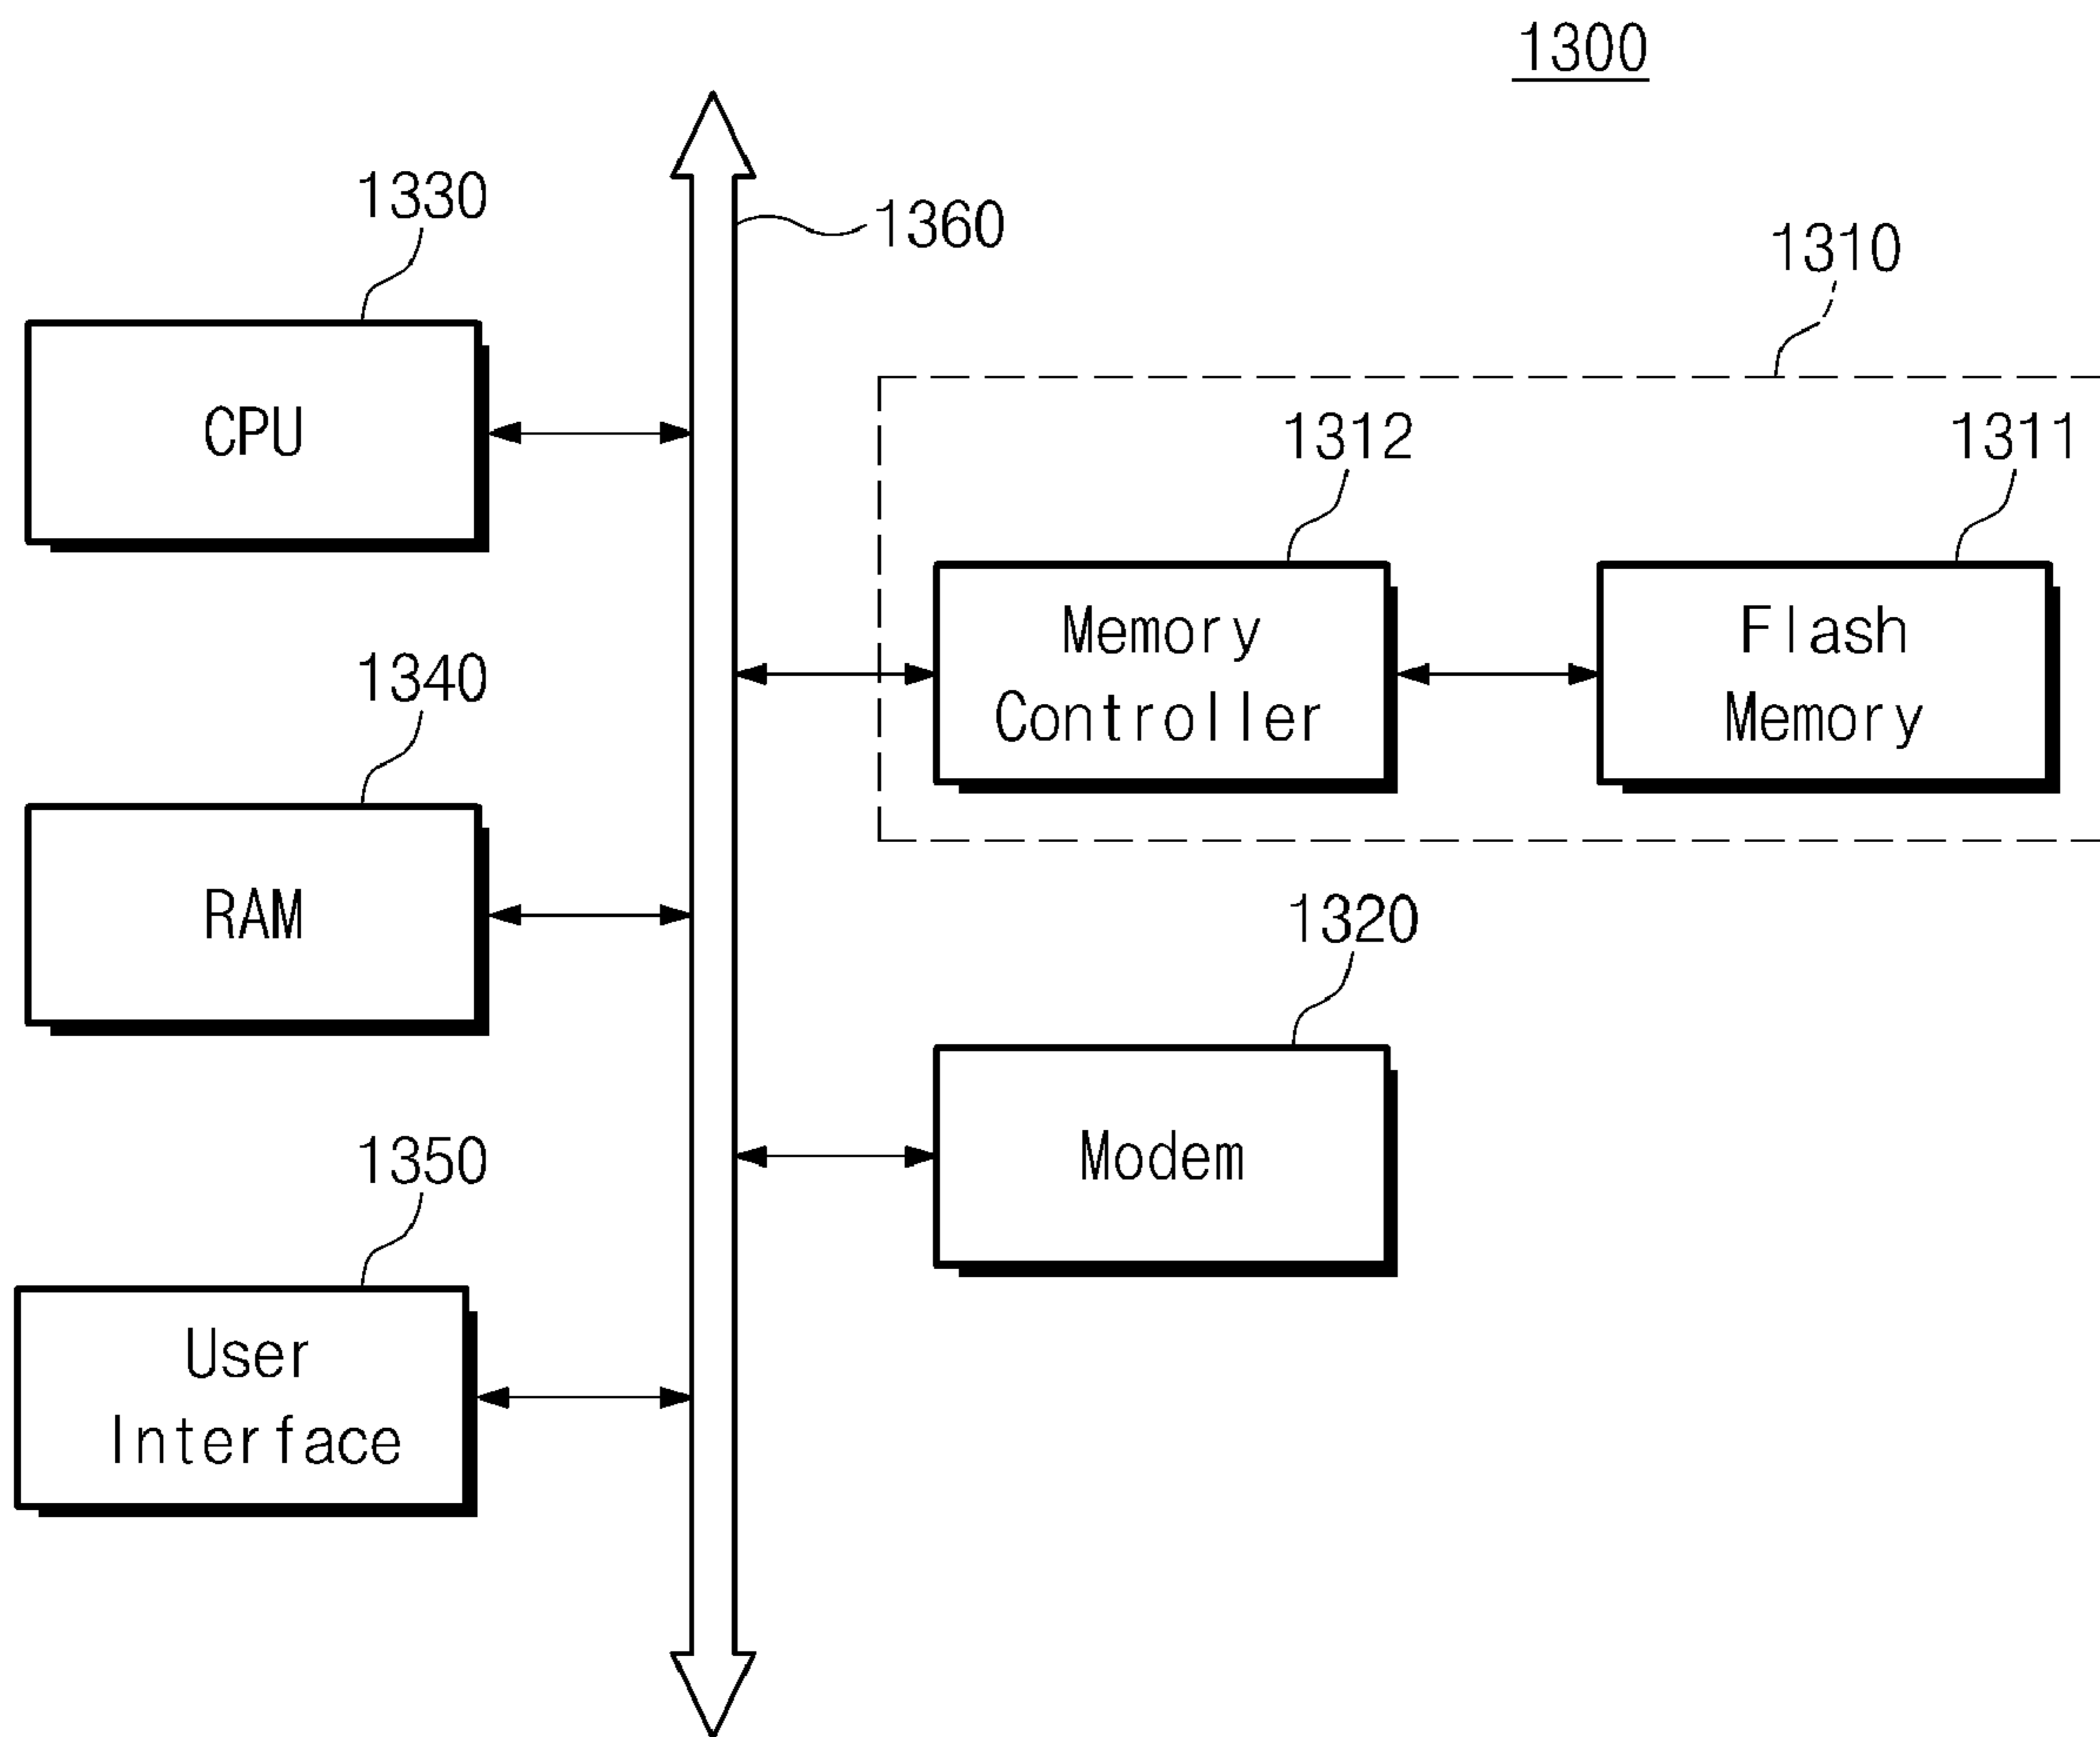 1300
1330
1360
1310
CPU
1312
1311
Memory
Controller
Flash
Memory
1340
RAM
1320
Modem
1350
User
Interface